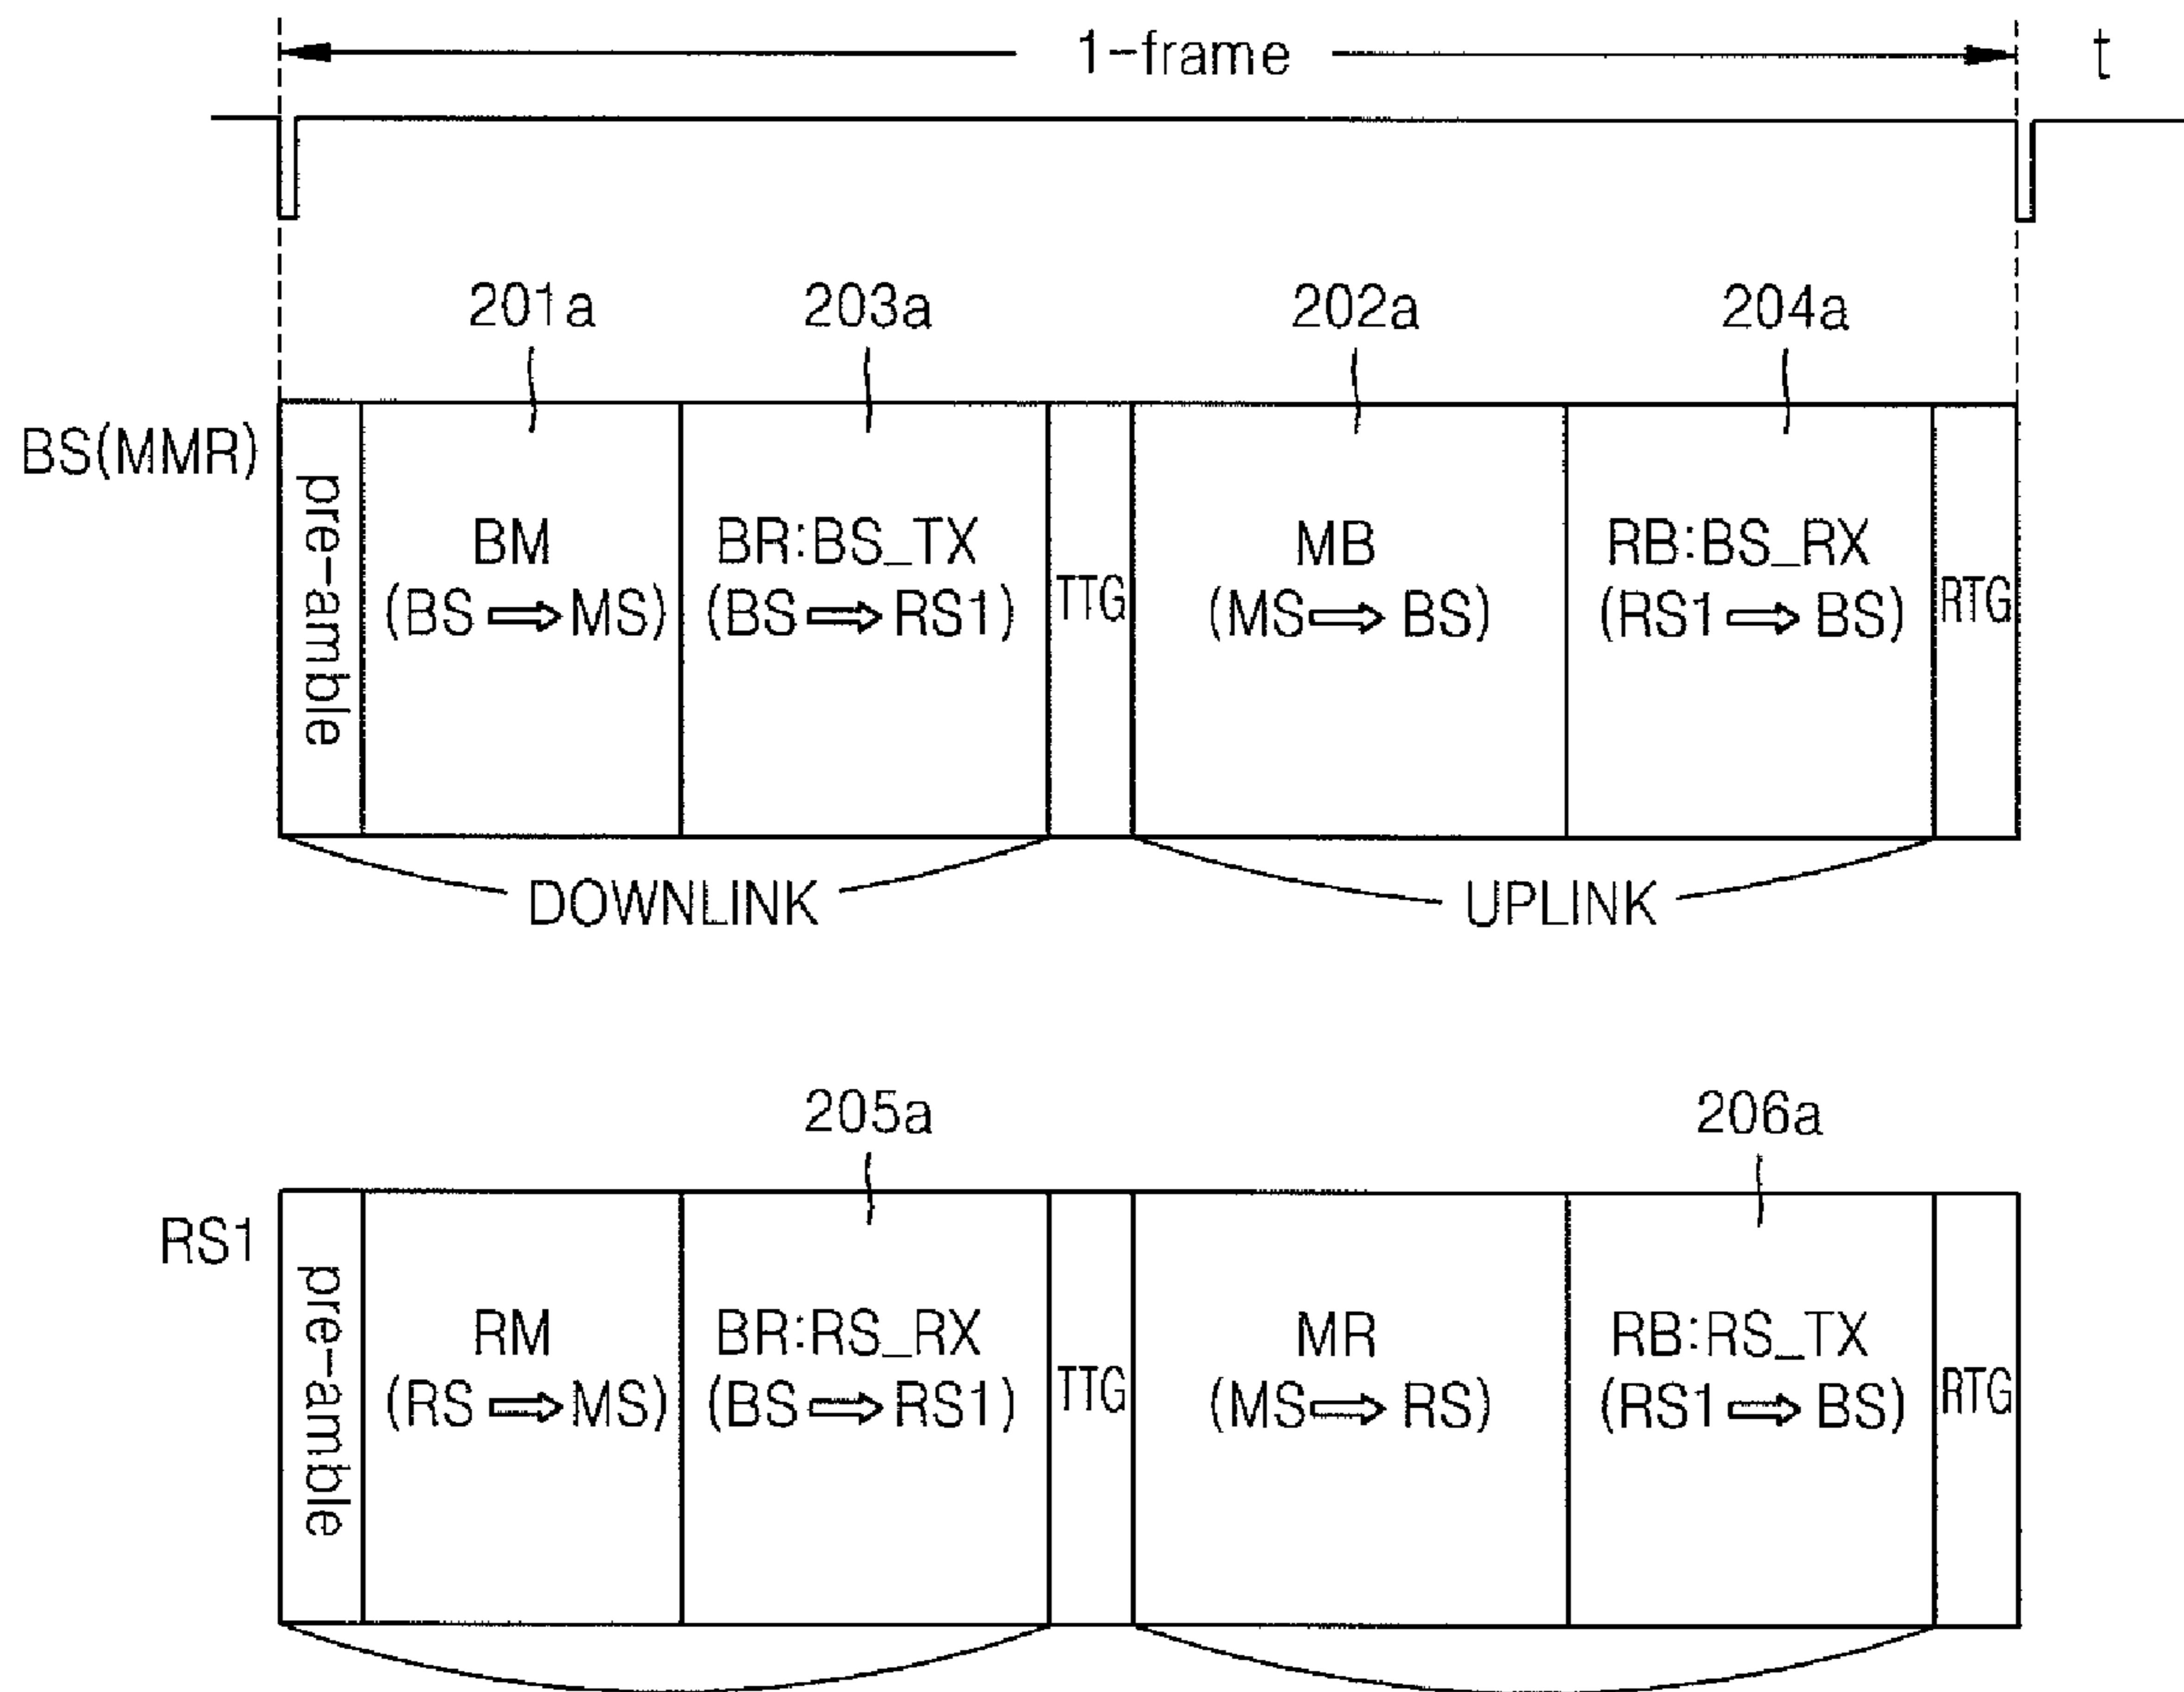 1-frame
t
201a
203a
202a
204a
BS(MMR)
pre-amble
BM
(BS ⇨ MS)
BR:BS_TX
(BS ⇨ RS1)
TTG
MB
(MS ⇨ BS)
RB:BS_RX
(RS1 ⇨ BS)
RTG
DOWNLINK
UPLINK
205a
206a
RS1
pre-amble
RM
(RS ⇨ MS)
BR:RS_RX
(BS ⇨ RS1)
TTG
MR
(MS ⇨ RS)
RB:RS_TX
(RS1 ⇨ BS)
RTG